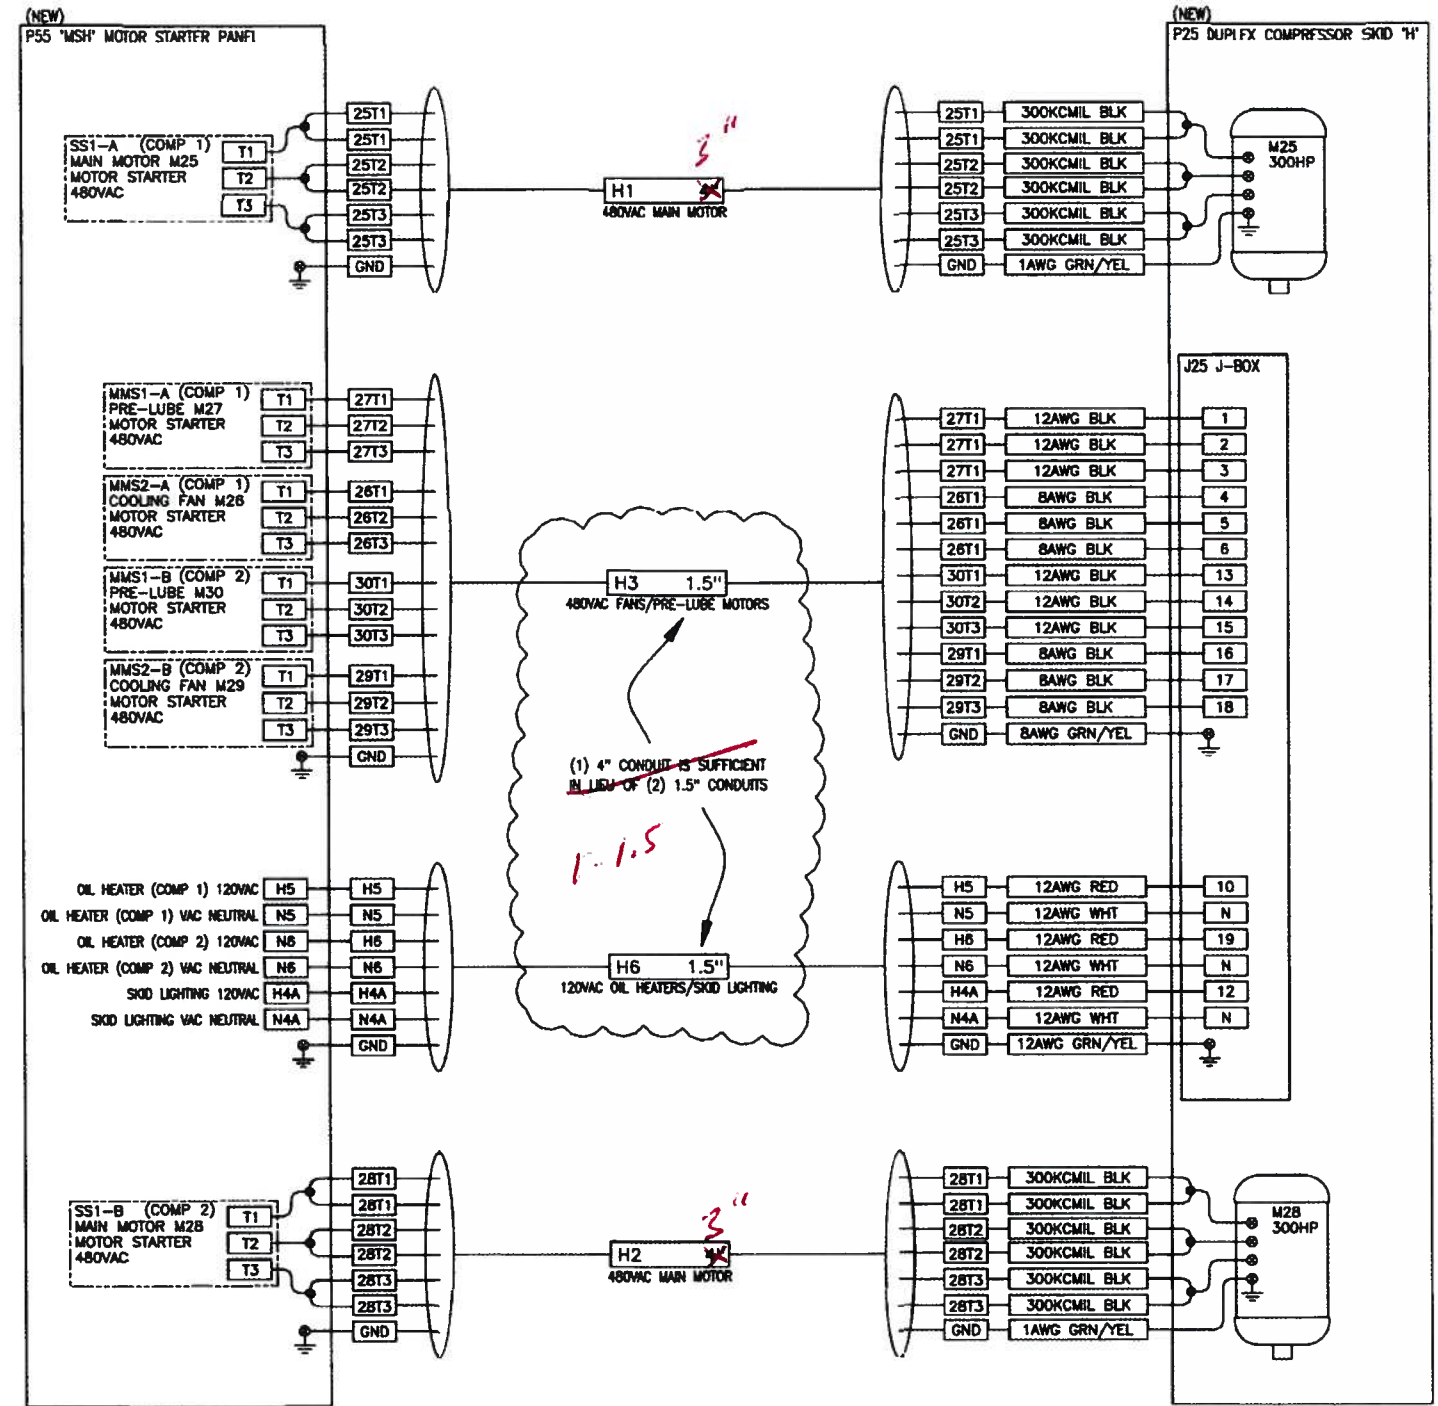 (NEW)
P55 'MSH' MOTOR STARTER PANEL
(NEW)
P25 DUPLEX COMPRESSOR SKID 'H'
SS1-A (COMP 1)
MAIN MOTOR M25
MOTOR STARTER
480VAC
T1
T2
T3
25T1
25T1
25T2
25T2
25T3
25T3
GND
3"
H1
480VAC MAIN MOTOR
25T1 300KCMIL BLK
25T1 300KCMIL BLK
25T2 300KCMIL BLK
25T2 300KCMIL BLK
25T3 300KCMIL BLK
25T3 300KCMIL BLK
GND 1AWG GRN/YEL
M25
300HP
MMS1-A (COMP 1)
PRE-LUBE M27
MOTOR STARTER
480VAC
T1 27T1
T2 27T2
T3 27T3
MMS2-A (COMP 1)
COOLING FAN M26
MOTOR STARTER
480VAC
T1 26T1
T2 26T2
T3 26T3
MMS1-B (COMP 2)
PRE-LUBE M30
MOTOR STARTER
480VAC
T1 30T1
T2 30T2
T3 30T3
MMS2-B (COMP 2)
COOLING FAN M29
MOTOR STARTER
480VAC
T1 29T1
T2 29T2
T3 29T3
GND
H3 1.5"
480VAC FANS/PRE-LUBE MOTORS
(1) 4" CONDUIT IS SUFFICIENT
IN LIEU OF (2) 1.5" CONDUITS
1-1.5
J25 J-BOX
27T1 12AWG BLK 1
27T1 12AWG BLK 2
27T1 12AWG BLK 3
26T1 8AWG BLK 4
26T1 8AWG BLK 5
26T1 8AWG BLK 6
30T1 12AWG BLK 13
30T2 12AWG BLK 14
30T3 12AWG BLK 15
29T1 8AWG BLK 16
29T2 8AWG BLK 17
29T3 8AWG BLK 18
GND 8AWG GRN/YEL
OIL HEATER (COMP 1) 120VAC H5 H5
OIL HEATER (COMP 1) VAC NEUTRAL N5 N5
OIL HEATER (COMP 2) 120VAC N6 H6
OIL HEATER (COMP 2) VAC NEUTRAL N6 N6
SKID LIGHTING 120VAC H4A H4A
SKID LIGHTING VAC NEUTRAL N4A N4A
GND
H6 1.5"
120VAC OIL HEATERS/SKID LIGHTING
H5 12AWG RED 10
N5 12AWG WHT N
H6 12AWG RED 19
N6 12AWG WHT N
H4A 12AWG RED 12
N4A 12AWG WHT N
GND 12AWG GRN/YEL
SS1-B (COMP 2)
MAIN MOTOR M28
MOTOR STARTER
480VAC
T1
T2
T3
28T1
28T1
28T2
28T2
28T3
28T3
GND
3"
H2 4"
480VAC MAIN MOTOR
28T1 300KCMIL BLK
28T1 300KCMIL BLK
28T2 300KCMIL BLK
28T2 300KCMIL BLK
28T3 300KCMIL BLK
28T3 300KCMIL BLK
GND 1AWG GRN/YEL
M28
300HP